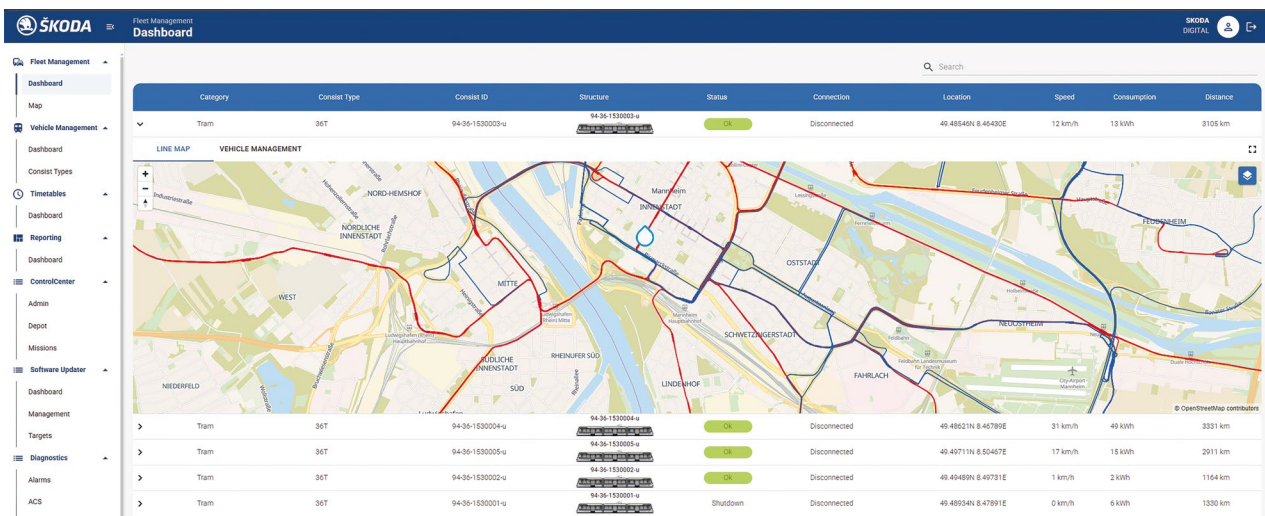 ŠKODA
Fleet Management
Dashboard
SKODA
DIGITAL
Fleet Management
Dashboard
Map
Vehicle Management
Dashboard
Consist Types
Timetables
Dashboard
Reporting
Dashboard
ControlCenter
Admin
Depot
Missions
Software Updater
Dashboard
Management
Targets
Diagnostics
Alarms
ACS
Search
Category Consist Type Consist ID Structure Status Connection Location Speed Consumption Distance
94-36-1530003-u
Tram 36T 94-36-1530003-u Ok Disconnected 49.48546N 8.46430E 12 km/h 13 kWh 3105 km
LINE MAP VEHICLE MANAGEMENT
+
−
Industriestraße
NORD-HEMSHOF
NÖRDLICHE
INNENSTADT
Mannheim
INNENSTADT
FEUDENHEIM
OSTSTADT
WEST
MITTE
Mannheim
Hauptbahnhof
SCHWETZINGERSTADT
NEUOSTHEIM
RHEINUFER SÜD
SÜDLICHE
INNENSTADT
SÜD
LINDENHOF
FAHRLACH
City-Airport
Mannheim
NIEDERFELD
© OpenStreetMap contributors
94-36-1530004-u
Tram 36T 94-36-1530004-u Ok Disconnected 49.48621N 8.46789E 31 km/h 49 kWh 3331 km
94-36-1530005-u
Tram 36T 94-36-1530005-u Ok Disconnected 49.49711N 8.50467E 17 km/h 15 kWh 2911 km
94-36-1530002-u
Tram 36T 94-36-1530002-u Ok Disconnected 49.49489N 8.49731E 1 km/h 2 kWh 1164 km
94-36-1530001-u
Tram 36T 94-36-1530001-u Shutdown Disconnected 49.48934N 8.47891E 0 km/h 6 kWh 1330 km